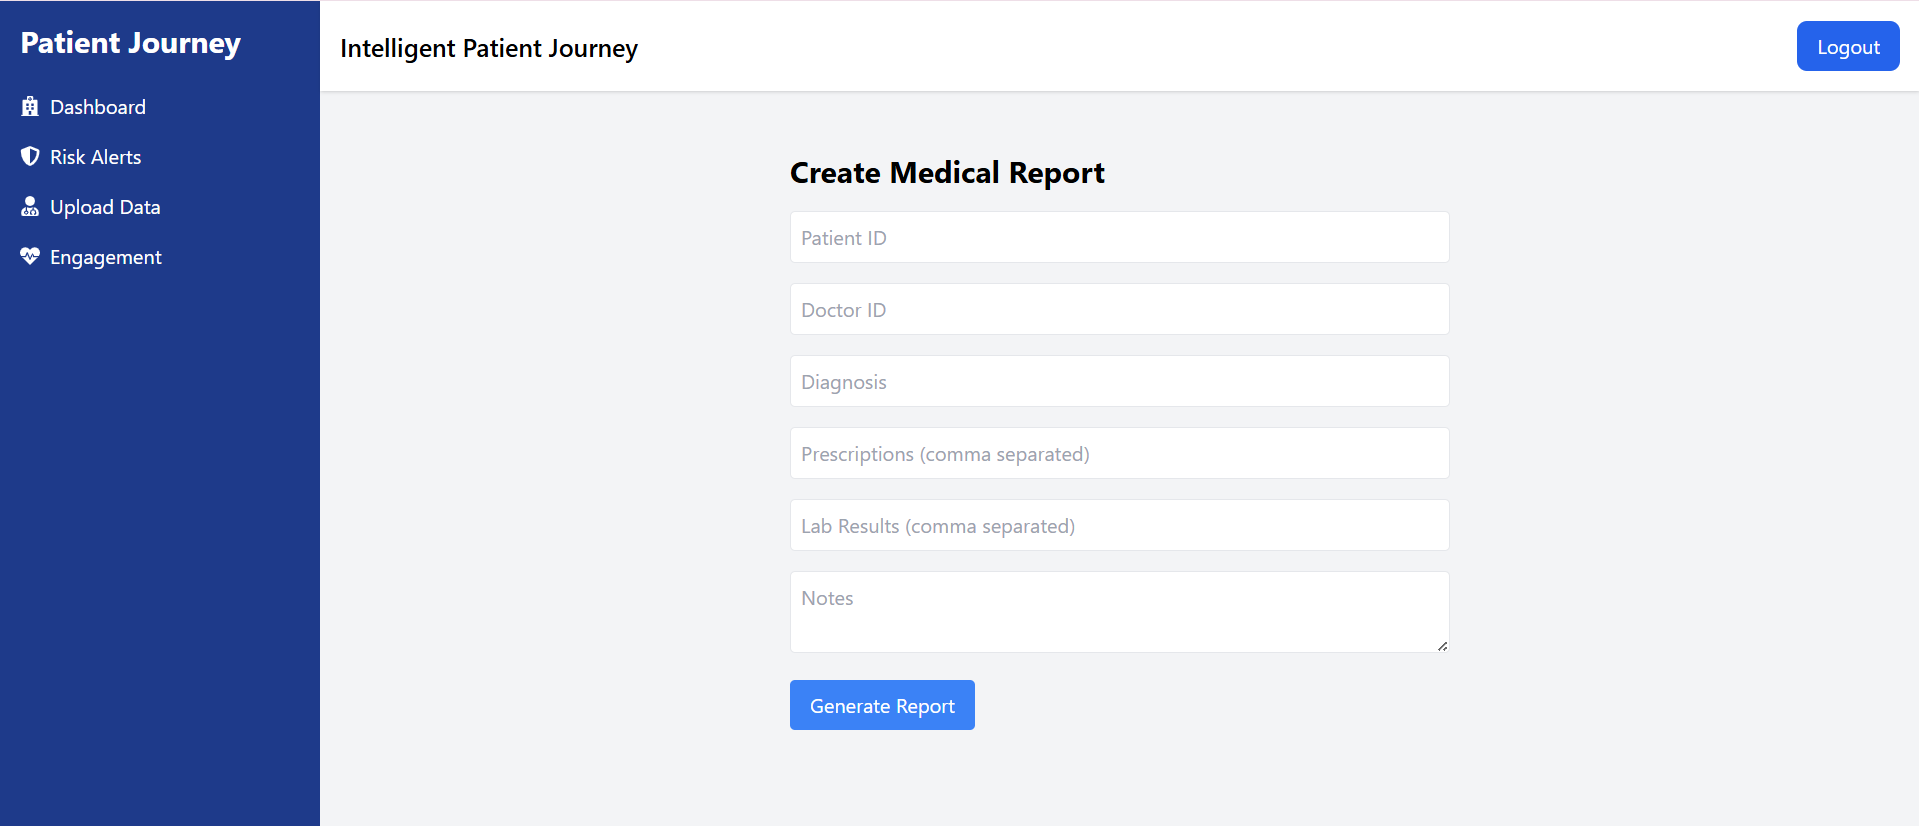 Patient Journey
Dashboard
Risk Alerts
Upload Data
Engagement
Intelligent Patient Journey
Logout
Create Medical Report
Patient ID
Doctor ID
Diagnosis
Prescriptions (comma separated)
Lab Results (comma separated)
Notes
Generate Report